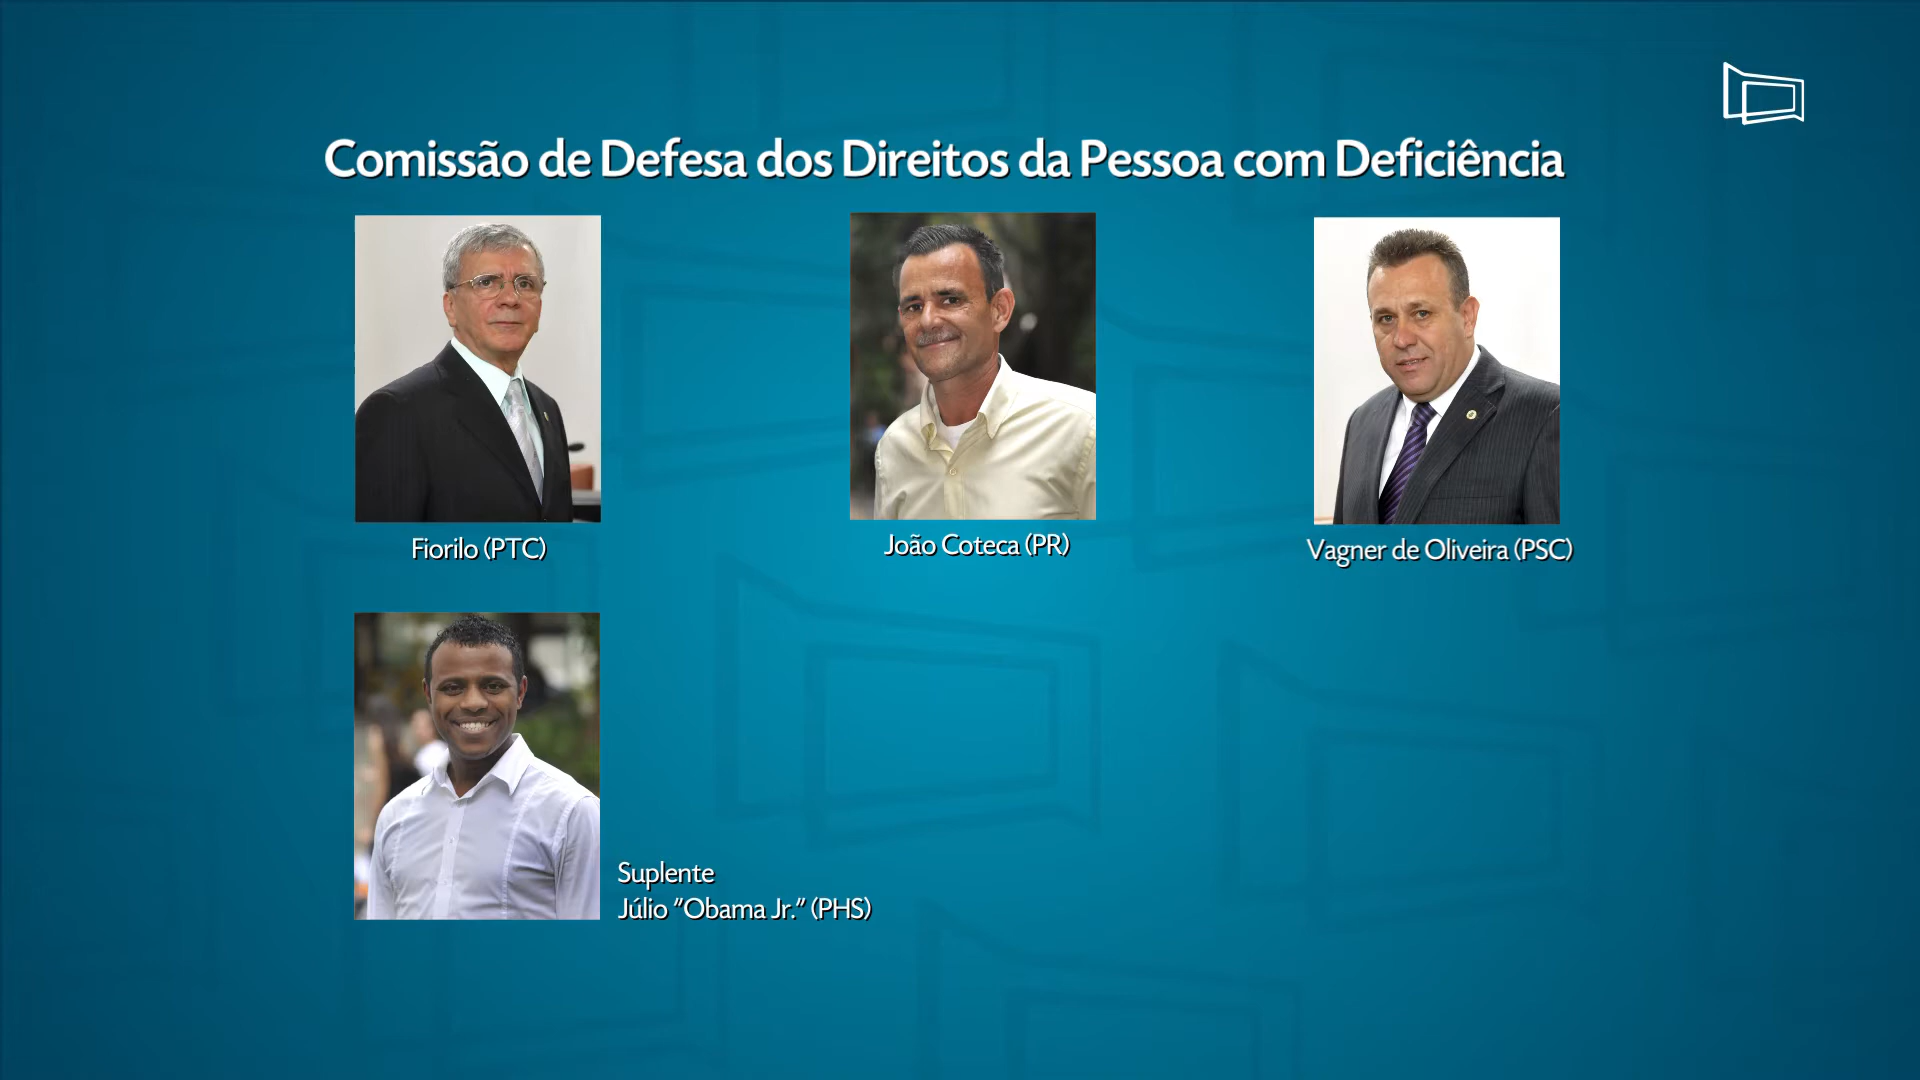 Comissão de Defesa dos Direitos da Pessoa com Deficiência
Fiorilo (PTC)
João Coteca (PR)
Vagner de Oliveira (PSC)
Suplente
Júlio "Obama Jr." (PHS)